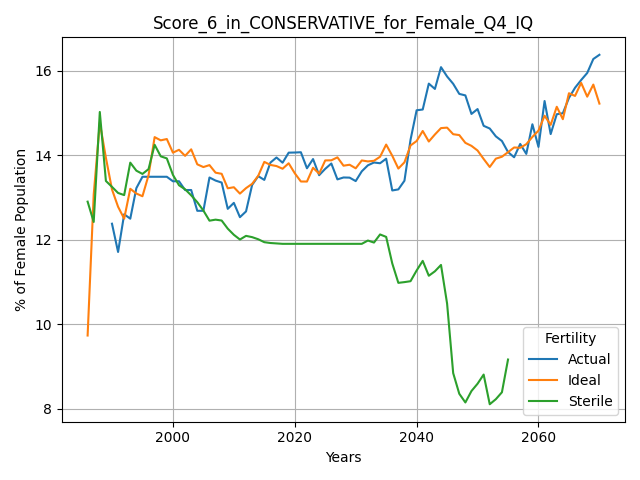 Score_6_in_CONSERVATIVE_for_Female_Q4_IQ
% of Female Population
16
14
12
10
8
2000 2020 2040 2060
Years
Fertility
Actual
Ideal
Sterile